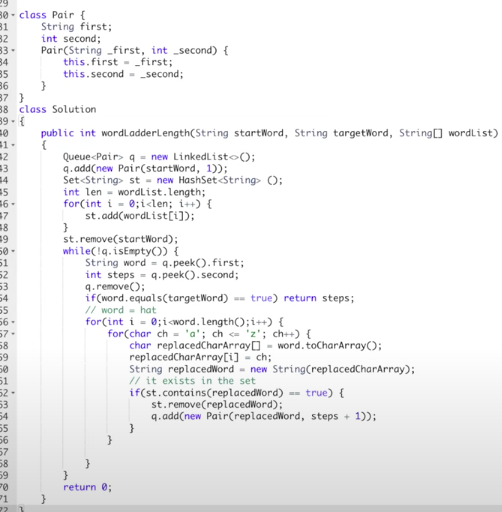 29
30 class Pair {
31     String first;
32     int second;
33     Pair(String _first, int _second) {
34         this.first = _first;
35         this.second = _second;
36     }
37 }
38 class Solution
39 {
40     public int wordLadderLength(String startWord, String targetWord, String[] wordList)
41     {
42         Queue<Pair> q = new LinkedList<>();
43         q.add(new Pair(startWord, 1));
44         Set<String> st = new HashSet<String> ();
45         int len = wordList.length;
46         for(int i = 0;i<len; i++) {
47             st.add(wordList[i]);
48         }
49         st.remove(startWord);
50         while(!q.isEmpty()) {
51             String word = q.peek().first;
52             int steps = q.peek().second;
53             q.remove();
54             if(word.equals(targetWord) == true) return steps;
55             // word = hat
56             for(int i = 0;i<word.length();i++) {
57                 for(char ch = 'a'; ch <= 'z'; ch++) {
58                     char replacedCharArray[] = word.toCharArray();
59                     replacedCharArray[i] = ch;
60                     String replacedWord = new String(replacedCharArray);
61                     // it exists in the set
62                     if(st.contains(replacedWord) == true) {
63                         st.remove(replacedWord);
64                         q.add(new Pair(replacedWord, steps + 1));
65                     }
66                 }
67
68             }
69         }
70         return 0;
71     }
72 }